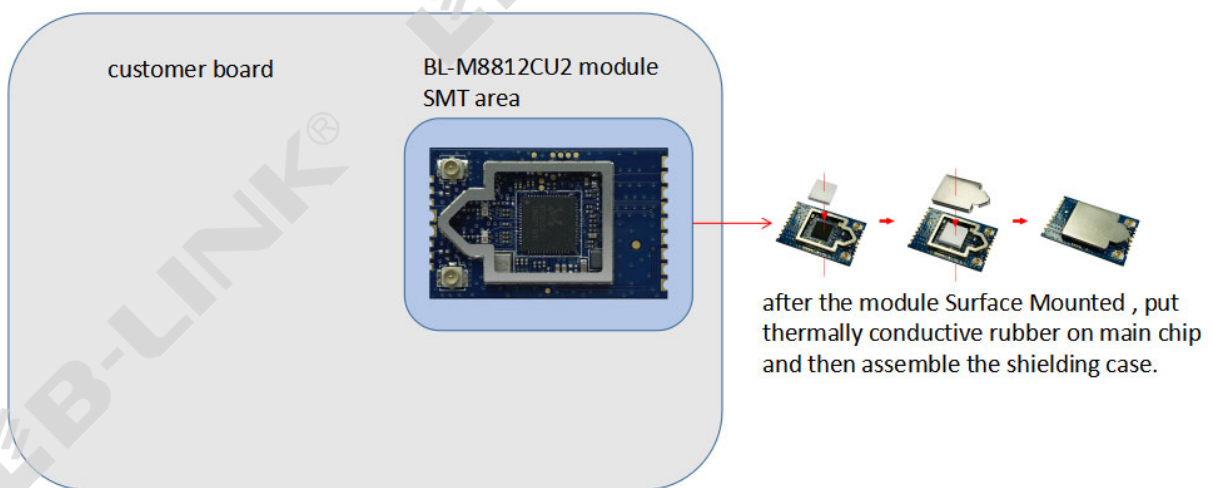 customer board
BL-M8812CU2 module
SMT area
after the module Surface Mounted , put
thermally conductive rubber on main chip
and then assemble the shielding case.
B-LINK®